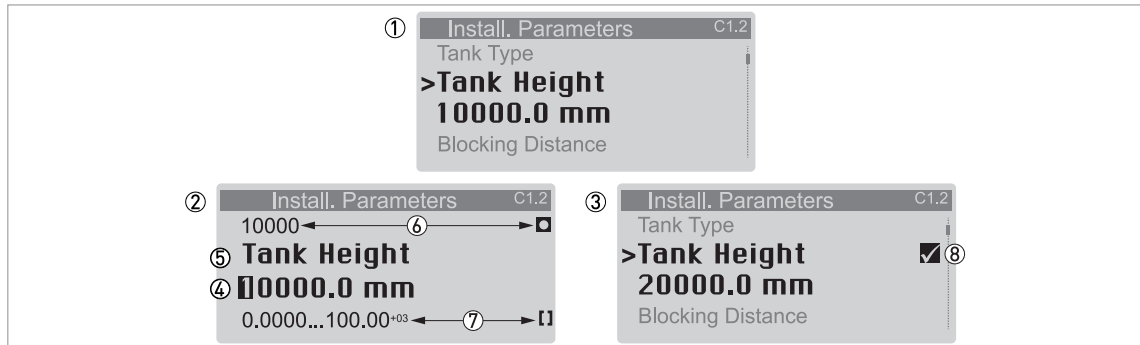 ① Install. Parameters C1.2
Tank Type
>Tank Height
10000.0 mm
Blocking Distance
② Install. Parameters C1.2
10000 ⑥
⑤ Tank Height
④ 10000.0 mm
0.0000...100.00+03 ⑦ []
③ Install. Parameters C1.2
Tank Type
>Tank Height ⑧
20000.0 mm
Blocking Distance